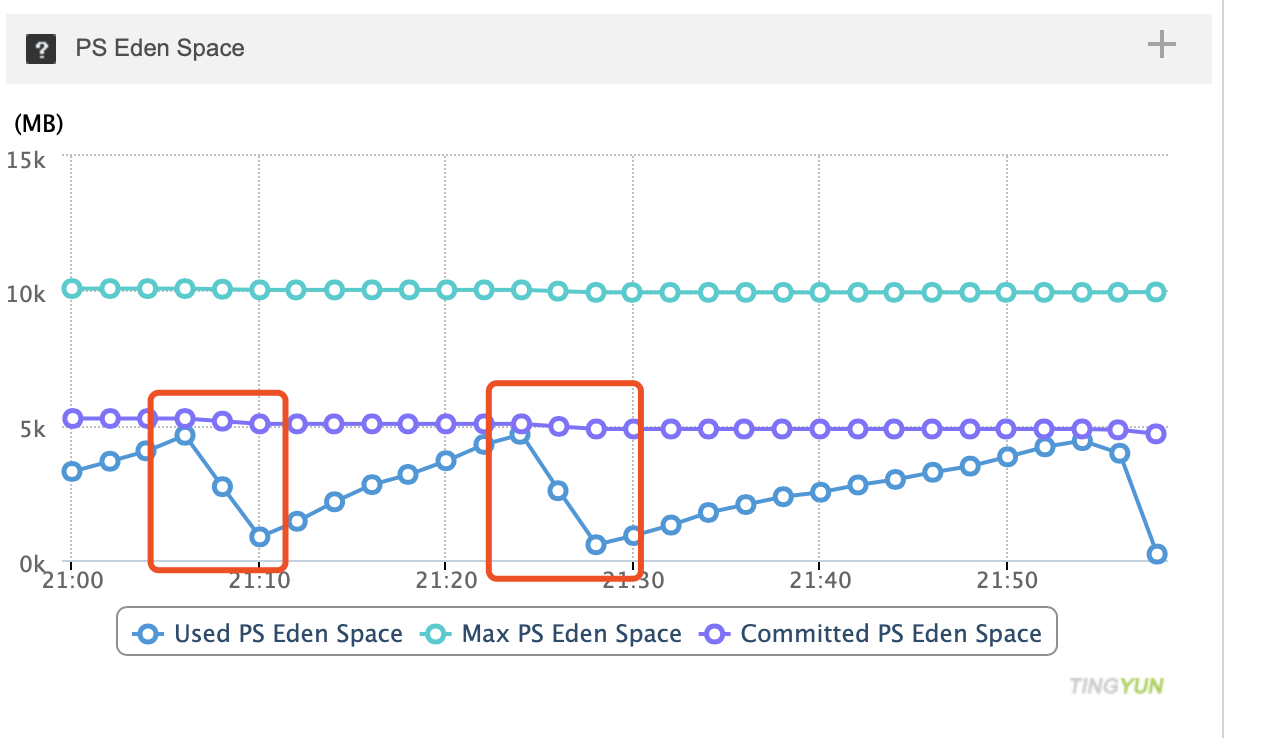 ? PS Eden Space
(MB)
15k
10k
5k
0k
21:00 21:10 21:20 21:30 21:40 21:50
Used PS Eden Space Max PS Eden Space Committed PS Eden Space
TINGYUN